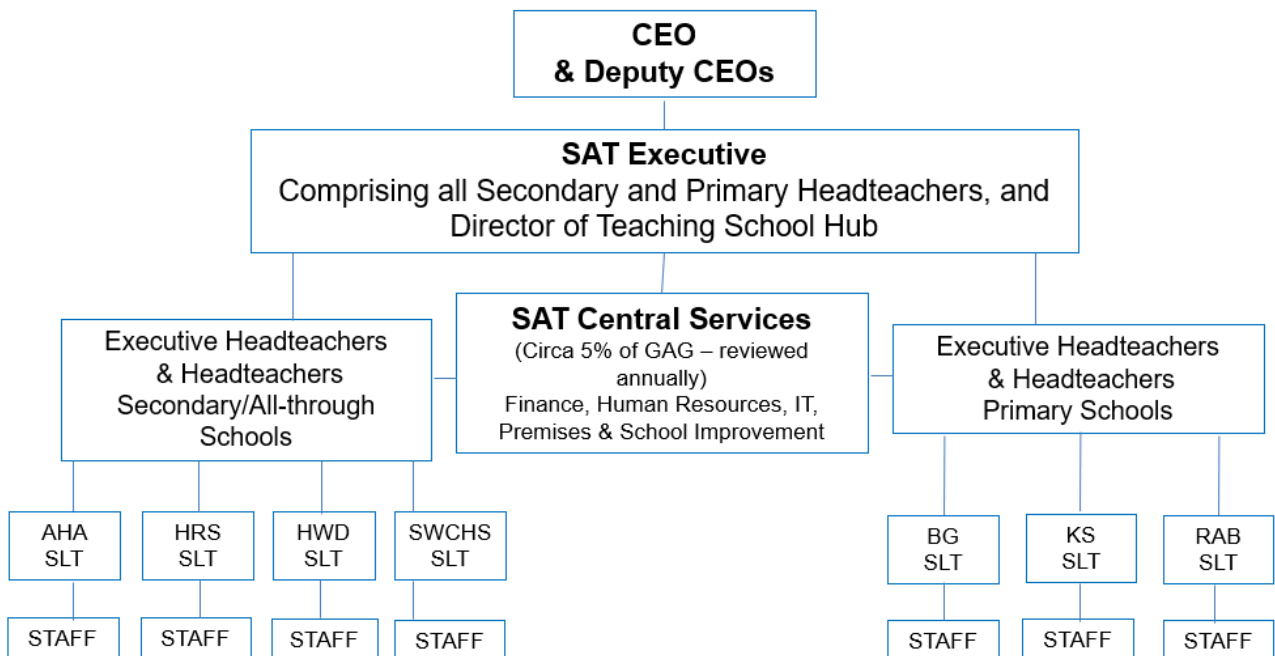 CEO
& Deputy CEOs
SAT Executive
Comprising all Secondary and Primary Headteachers, and
Director of Teaching School Hub
Executive Headteachers
& Headteachers
Secondary/All-through
Schools
SAT Central Services
(Circa 5% of GAG – reviewed
annually)
Finance, Human Resources, IT,
Premises & School Improvement
Executive Headteachers
& Headteachers
Primary Schools
AHA
SLT
HRS
SLT
HWD
SLT
SWCHS
SLT
BG
SLT
KS
SLT
RAB
SLT
STAFF
STAFF
STAFF
STAFF
STAFF
STAFF
STAFF